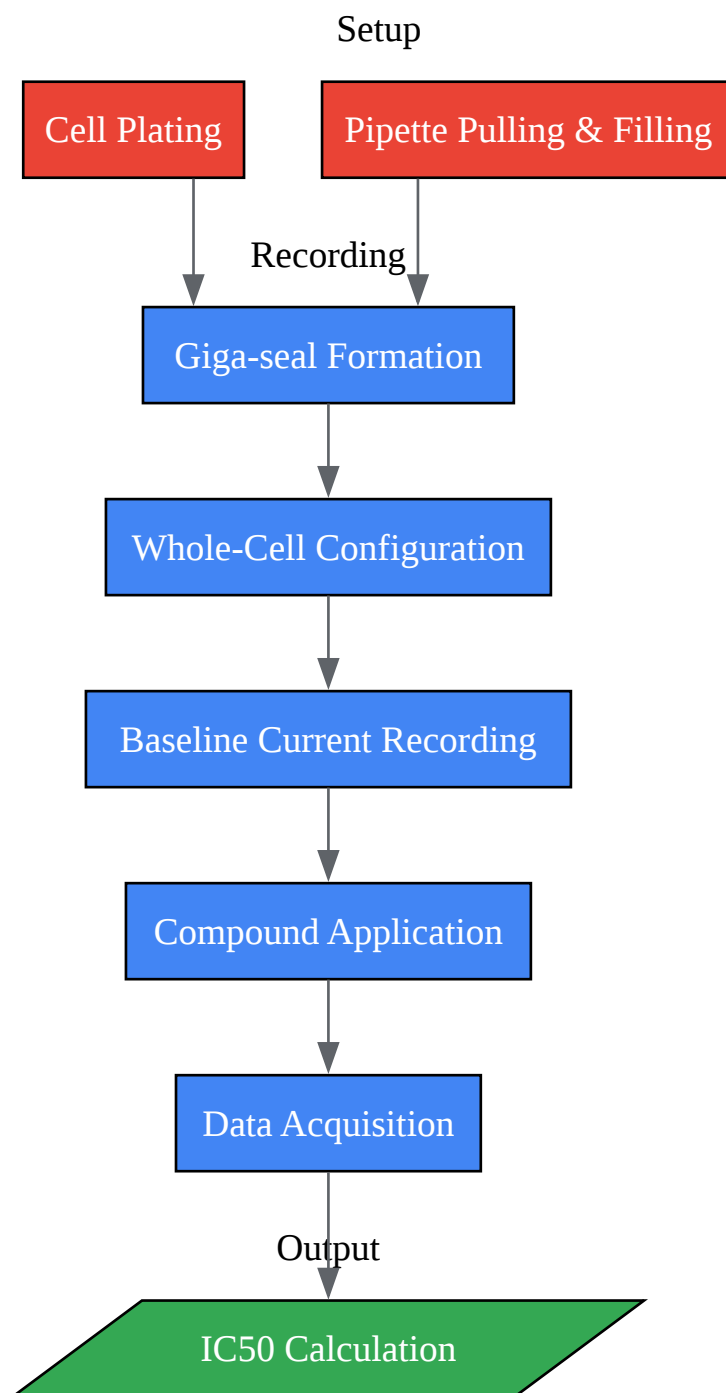 Setup
Cell Plating
Pipette Pulling & Filling
Recording
Giga-seal Formation
Whole-Cell Configuration
Baseline Current Recording
Compound Application
Data Acquisition
Output
IC50 Calculation